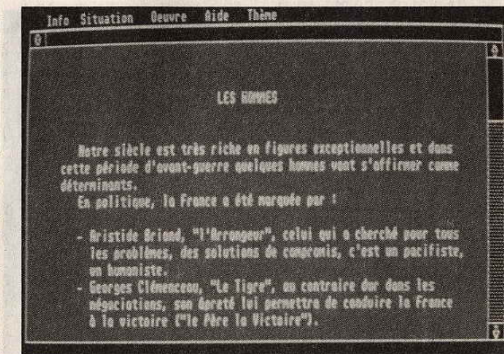 Info Situation Oeuvre Aide Thème
LES HOMMES
Notre siècle est très riche en figures exceptionnelles et dans
cette période d'avant-guerre quelques hommes vont s'affirmer comme
déterminants.
En politique, la France a été marquée par :
- Aristide Briand, "l'Arrangeur", celui qui a cherché pour tous
les problèmes, des solutions de compromis, c'est un pacifiste,
un humaniste.
- Georges Clémenceau, "Le Tigre", au contraire dur dans les
négociations, son dureté lui permettra de conduire la France
à la victoire ("le Père la Victoire").